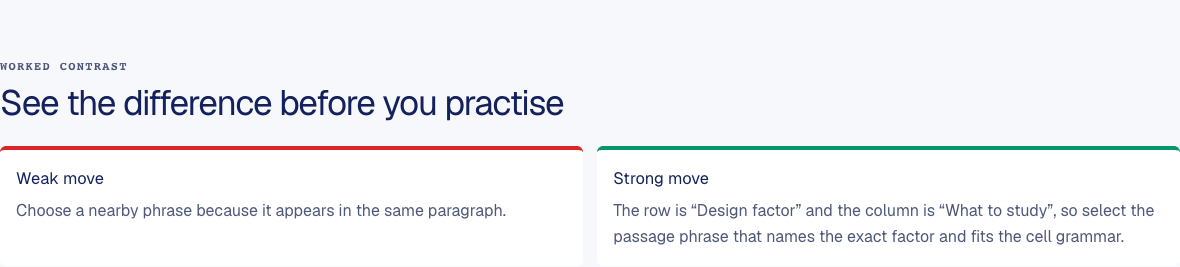 WORKED CONTRAST
See the difference before you practise
Weak move
Choose a nearby phrase because it appears in the same paragraph.
Strong move
The row is “Design factor” and the column is “What to study”, so select the
passage phrase that names the exact factor and fits the cell grammar.